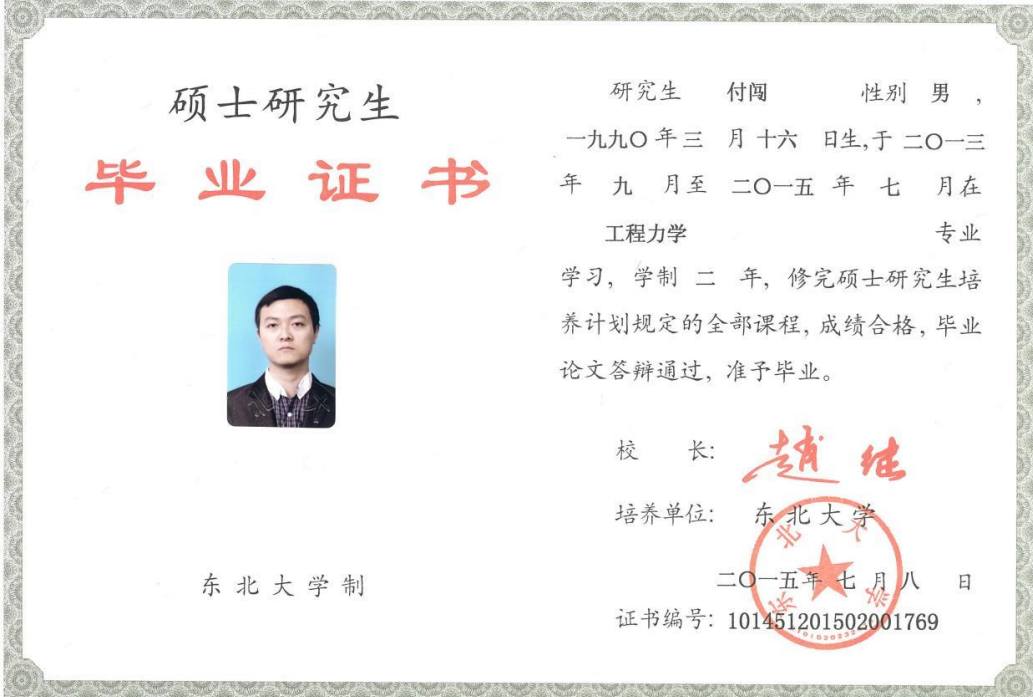 硕士研究生
毕业证书
东北大学制
研究生 付闯 性别 男 ,
一九九〇年三 月十六 日生,于 二〇一三
年 九 月至 二〇一五 年 七 月在
工程力学 专业
学习, 学制 二 年, 修完硕士研究生培
养计划规定的全部课程, 成绩合格, 毕业
论文答辩通过, 准予毕业。
校 长: 赵继
培养单位: 东北大学
东北大学
二〇一五年 七 月 八 日
证书编号: 101451201502001769